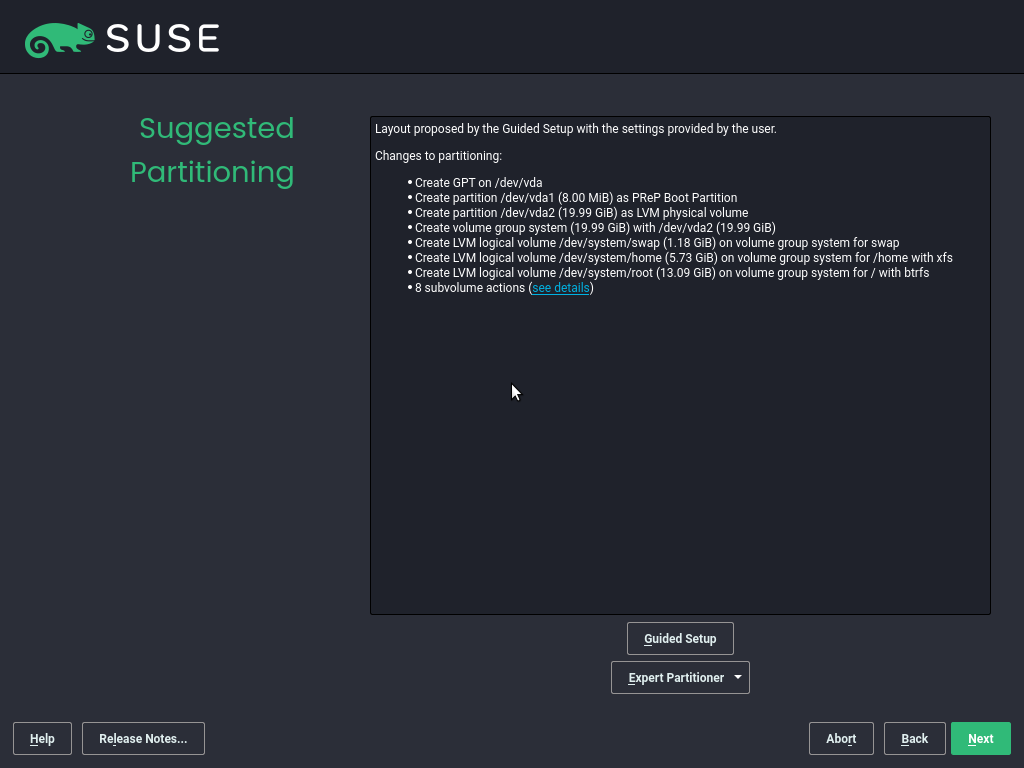 SUSE
Suggested
Partitioning
Layout proposed by the Guided Setup with the settings provided by the user.
Changes to partitioning:
• Create GPT on /dev/vda
• Create partition /dev/vda1 (8.00 MiB) as PReP Boot Partition
• Create partition /dev/vda2 (19.99 GiB) as LVM physical volume
• Create volume group system (19.99 GiB) with /dev/vda2 (19.99 GiB)
• Create LVM logical volume /dev/system/swap (1.18 GiB) on volume group system for swap
• Create LVM logical volume /dev/system/home (5.73 GiB) on volume group system for /home with xfs
• Create LVM logical volume /dev/system/root (13.09 GiB) on volume group system for / with btrfs
• 8 subvolume actions (see details)
Guided Setup
Expert Partitioner
Help
Release Notes...
Abort
Back
Next